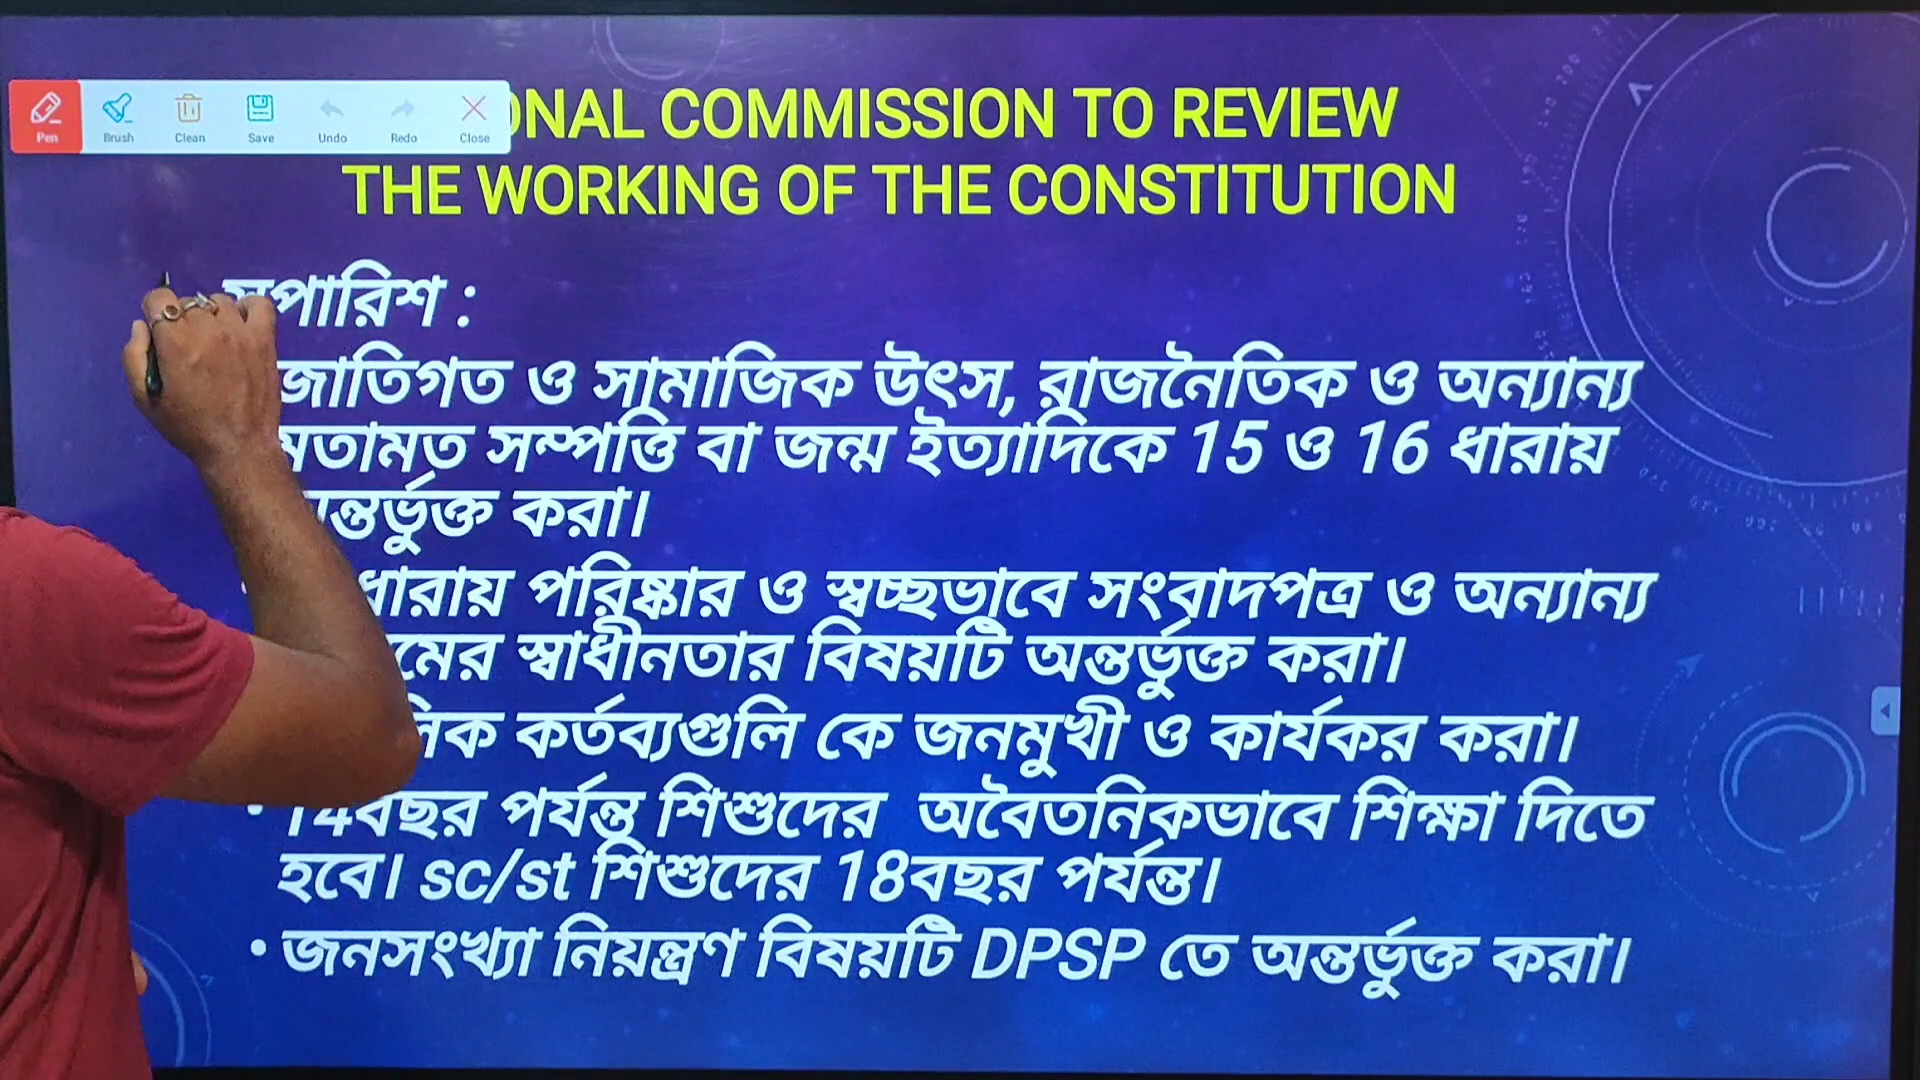 Pen Brush Clean Save Undo Redo Close
COMMISSION TO REVIEW
THE WORKING OF THE CONSTITUTION
:
জাতিগত ও সামাজিক উৎস, রাজনৈতিক ও অন্যান্য
মতামত সম্পত্তি বা জন্ম ইত্যাদিকে 15 ও 16 ধারায়
করা।
ধারায় পরিষ্কার ও স্বচ্ছভাবে সংবাদপত্র ও অন্যান্য
স্বাধীনতার বিষয়টি অন্তর্ভুক্ত করা।
কর্তব্যগুলি কে জনমুখী ও কার্যকর করা।
• 14বছর পর্যন্ত শিশুদের অবৈতনিকভাবে শিক্ষা দিতে
হবে। sc/st শিশুদের 18বছর পর্যন্ত।
• জনসংখ্যা নিয়ন্ত্রণ বিষয়টি DPSP তে অন্তর্ভুক্ত করা।